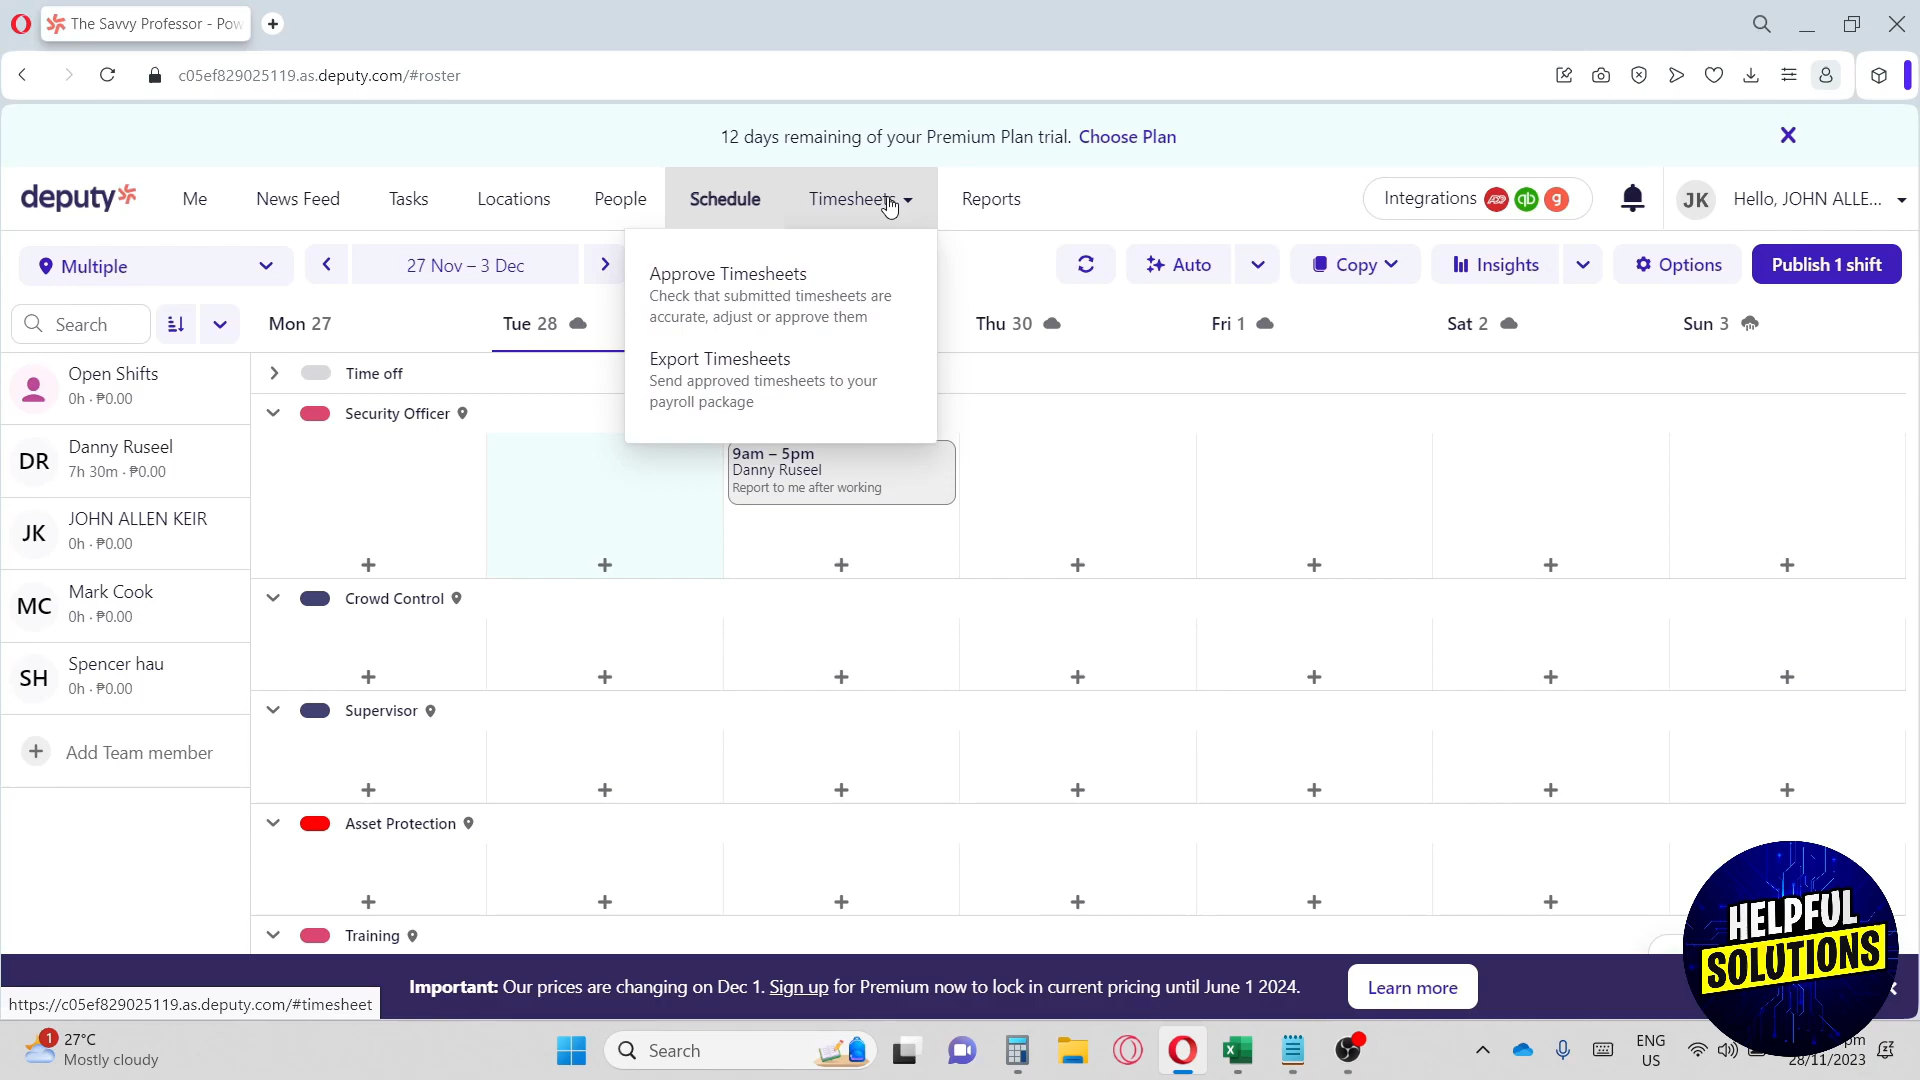 The Savvy Professor - Pow
c05ef829025119.as.deputy.com/#roster
12 days remaining of your Premium Plan trial. Choose Plan
deputy
Me
News Feed
Tasks
Locations
People
Schedule
Timesheets
Reports
Integrations
ADP
qb
g
JK
Hello, JOHN ALLE...
Multiple
27 Nov – 3 Dec
Auto
Copy
Insights
Options
Publish 1 shift
Approve Timesheets
Check that submitted timesheets are
accurate, adjust or approve them
Export Timesheets
Send approved timesheets to your
payroll package
Search
Mon 27
Tue 28
Thu 30
Fri 1
Sat 2
Sun 3
Open Shifts
0h · ₱0.00
DR
Danny Ruseel
7h 30m · ₱0.00
JK
JOHN ALLEN KEIR
0h · ₱0.00
MC
Mark Cook
0h · ₱0.00
SH
Spencer hau
0h · ₱0.00
Add Team member
Time off
Security Officer
9am – 5pm
Danny Ruseel
Report to me after working
Crowd Control
Supervisor
Asset Protection
Training
Important: Our prices are changing on Dec 1. Sign up for Premium now to lock in current pricing until June 1 2024.
Learn more
https://c05ef829025119.as.deputy.com/#timesheet
HELPFUL
SOLUTIONS
1
27°C
Mostly cloudy
Search
ENG
US
pm
28/11/2023